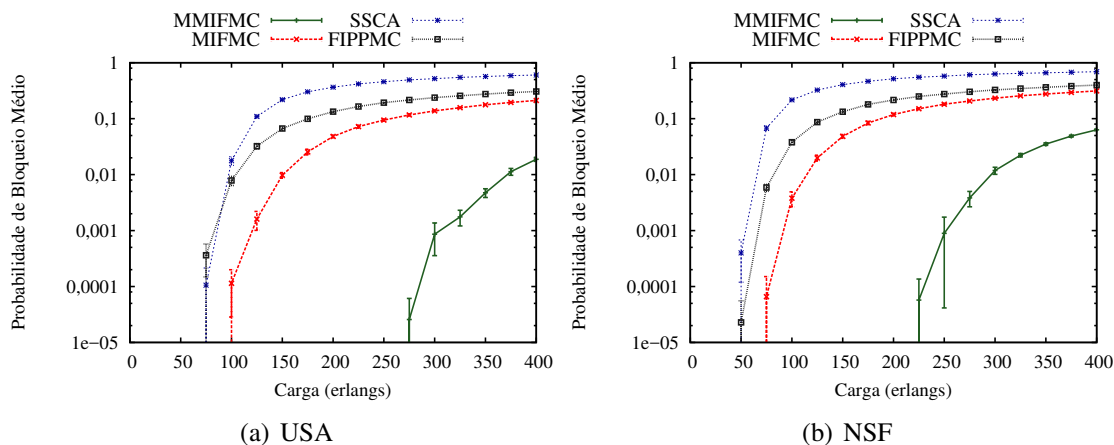 MMIFMC SSCA
MIFMC FIPPMC
Probabilidade de Bloqueio Médio
1
0,1
0,01
0,001
0,0001
1e-05
0 50 100 150 200 250 300 350 400
Carga (erlangs)
(a) USA
MMIFMC SSCA
MIFMC FIPPMC
Probabilidade de Bloqueio Médio
1
0,1
0,01
0,001
0,0001
1e-05
0 50 100 150 200 250 300 350 400
Carga (erlangs)
(b) NSF